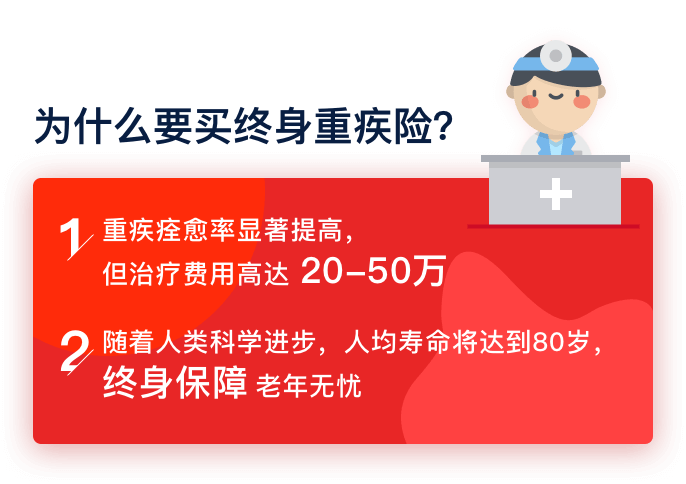 为什么要买终身重疾险?
1 重疾痊愈率显著提高，
但治疗费用高达 20-50万
2 随着人类科学进步，人均寿命将达到80岁，
终身保障 老年无忧